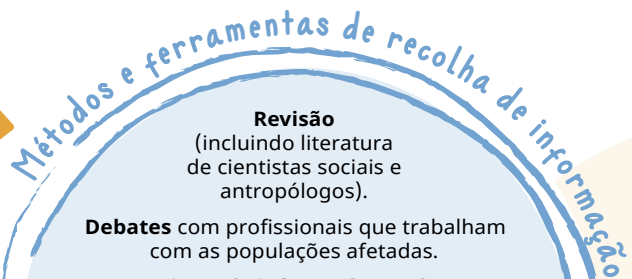 Métodos e ferramentas de recolha de informação
Revisão
(incluindo literatura
de cientistas sociais e
antropólogos).
Debates com profissionais que trabalham
com as populações afetadas.